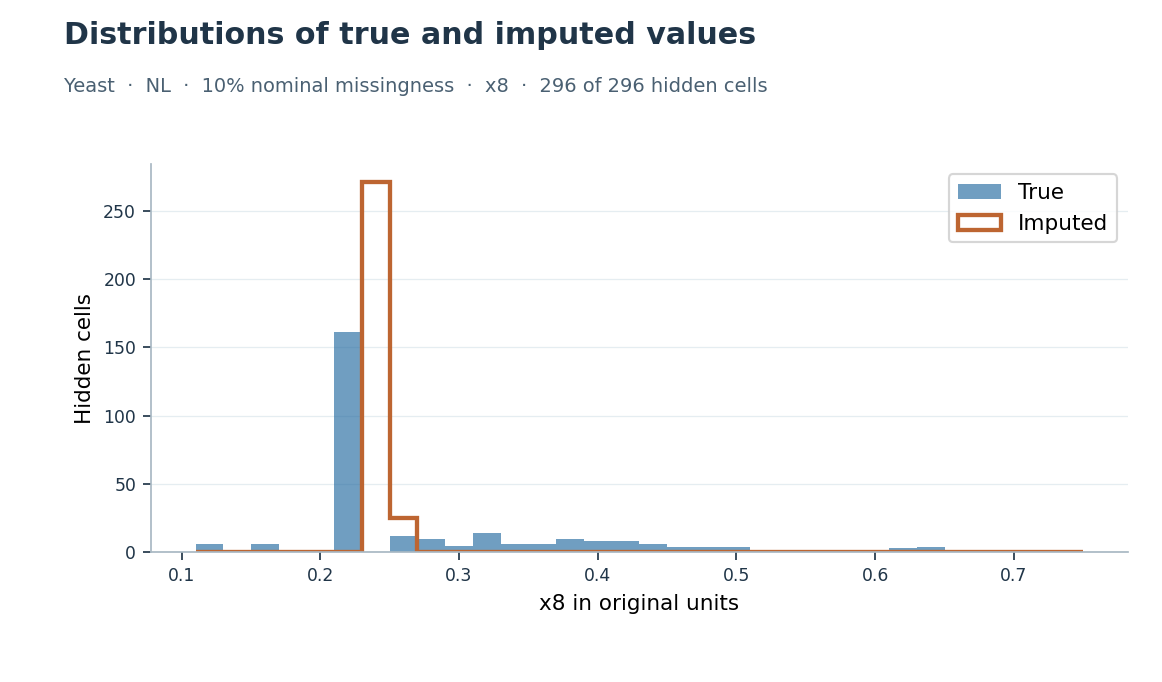 Distributions of true and imputed values
Yeast · NL · 10% nominal missingness · x8 · 296 of 296 hidden cells
True
Imputed
Hidden cells
250
200
150
100
50
0
0.1 0.2 0.3 0.4 0.5 0.6 0.7
x8 in original units